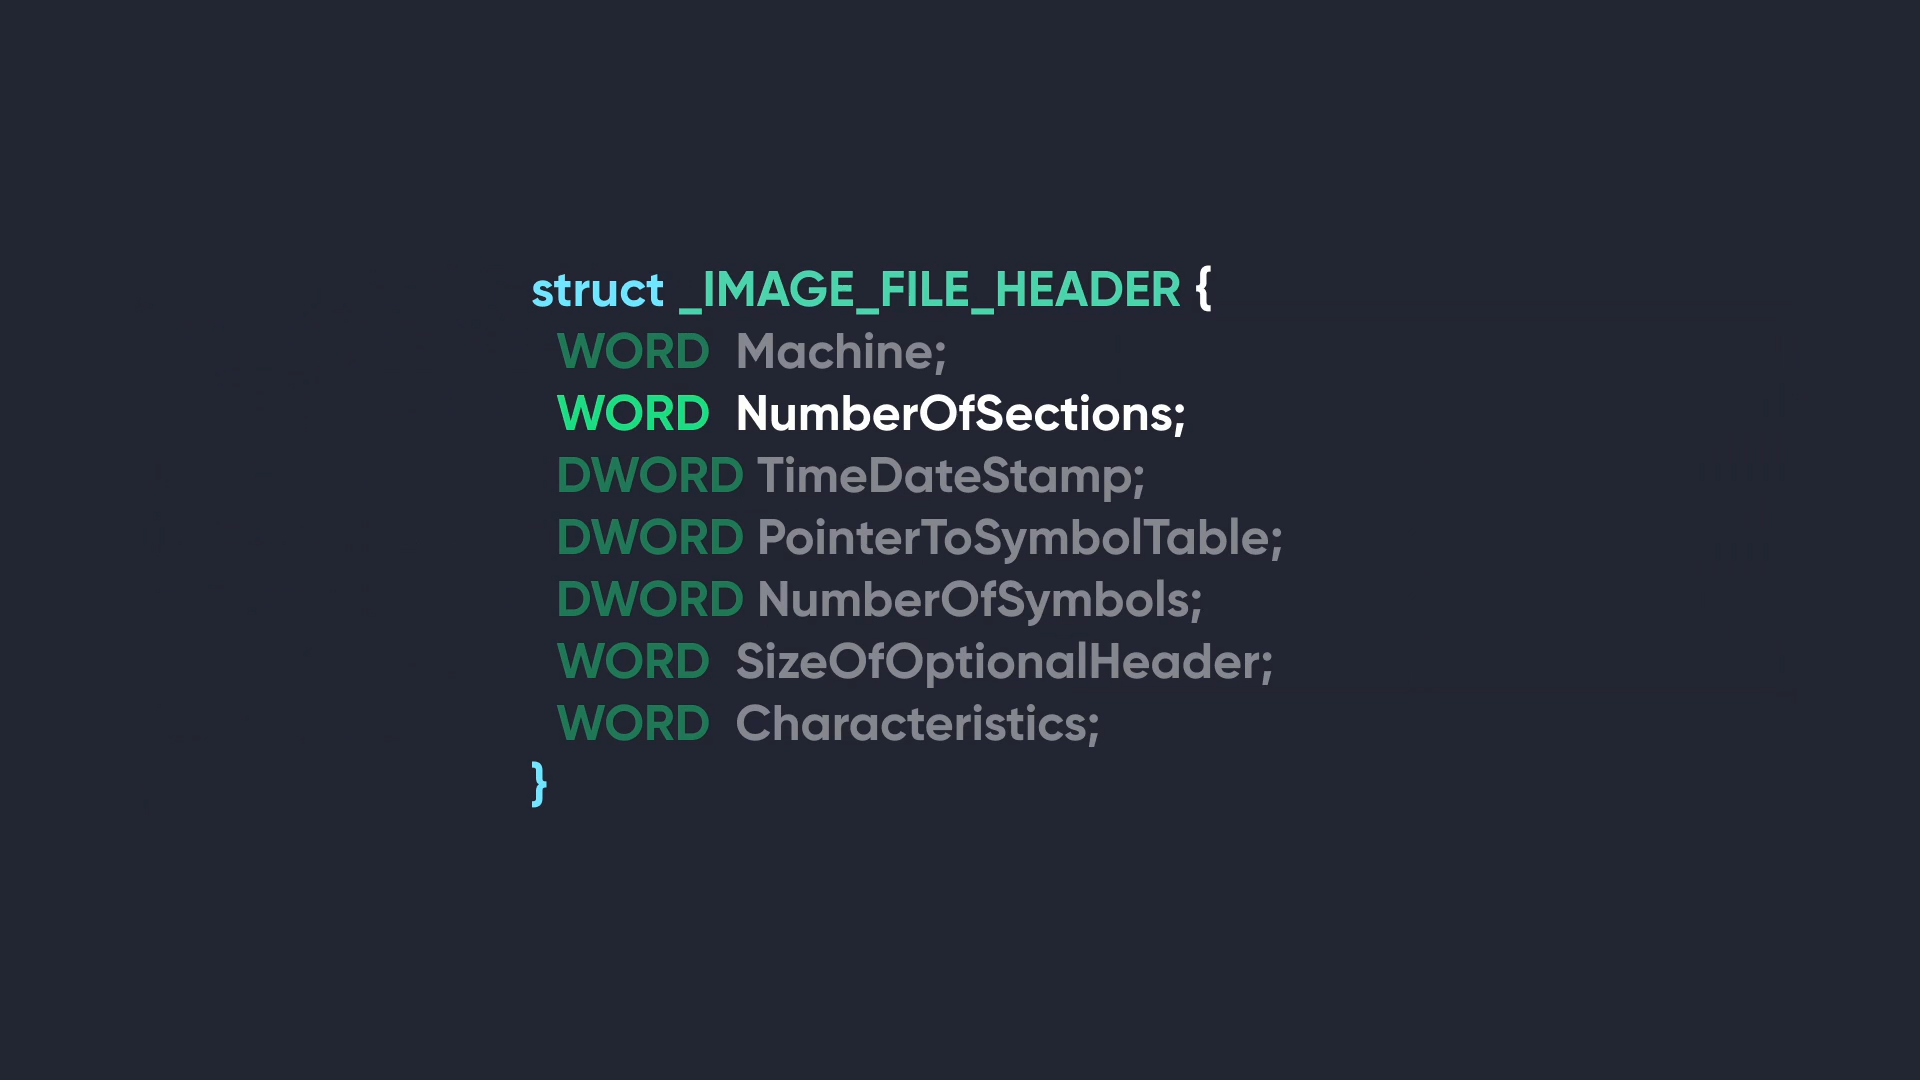 struct _IMAGE_FILE_HEADER {
WORD Machine;
WORD NumberOfSections;
DWORD TimeDateStamp;
DWORD PointerToSymbolTable;
DWORD NumberOfSymbols;
WORD SizeOfOptionalHeader;
WORD Characteristics;
}